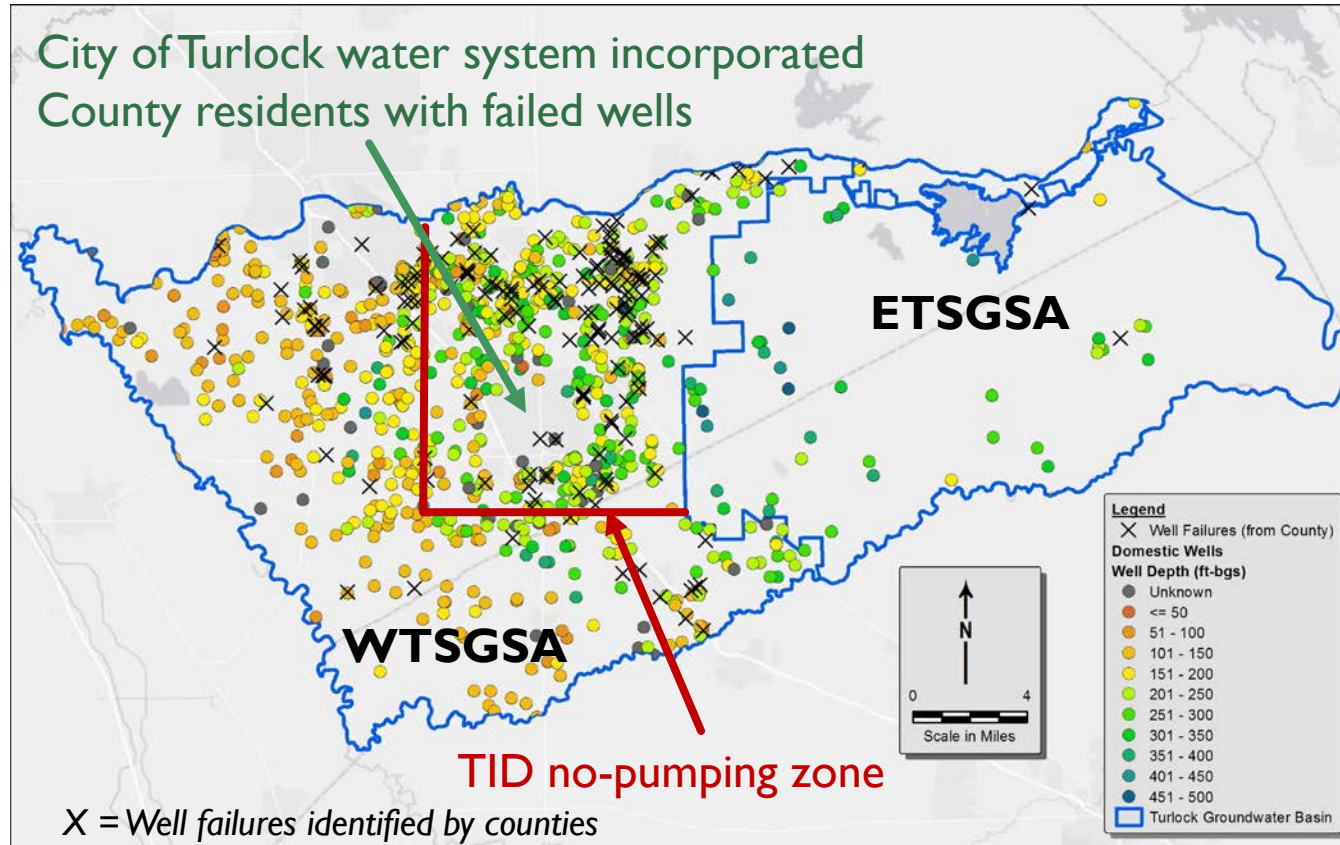 City of Turlock water system incorporated
County residents with failed wells
ETSGSA
WTSGSA
TID no-pumping zone
X = Well failures identified by counties
N
0 4
Scale in Miles
Legend
Well Failures (from County)
Domestic Wells
Well Depth (ft-bgs)
Unknown
<= 50
51 - 100
101 - 150
151 - 200
201 - 250
251 - 300
301 - 350
351 - 400
401 - 450
451 - 500
Turlock Groundwater Basin